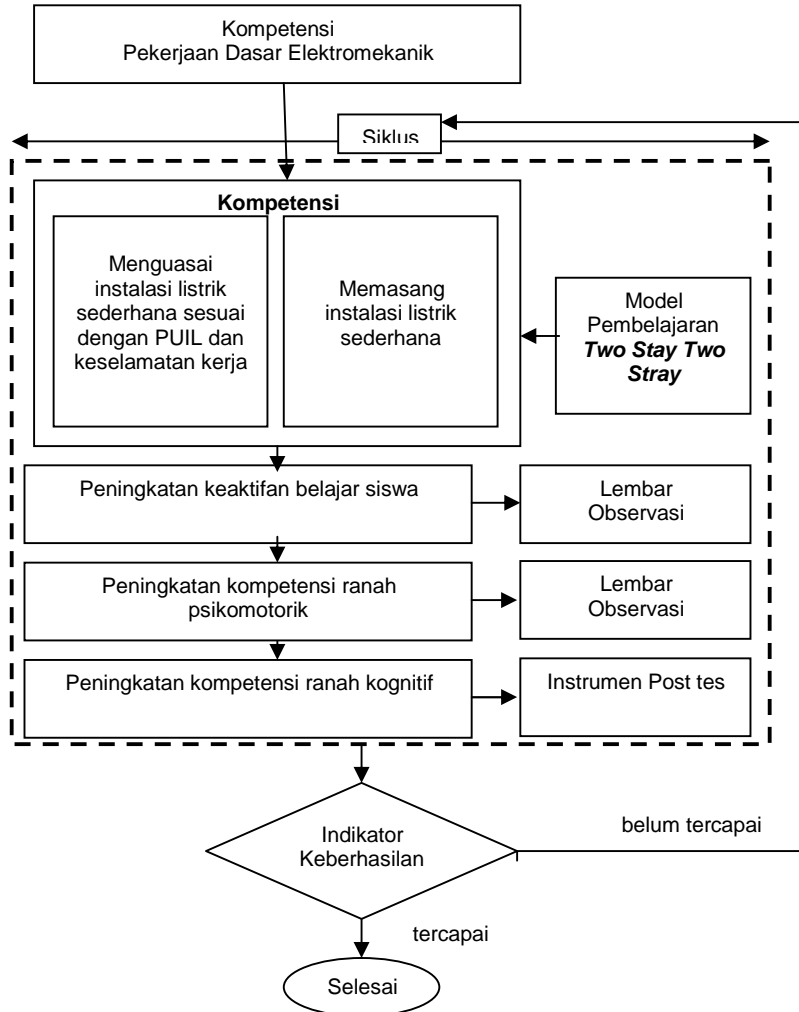 Kompetensi
Pekerjaan Dasar Elektromekanik
Siklus
Kompetensi
Menguasai
instalasi listrik
sederhana sesuai
dengan PUIL dan
keselamatan kerja
Memasang
instalasi listrik
sederhana
Model
Pembelajaran
Two Stay Two
Stray
Peningkatan keaktifan belajar siswa
Lembar
Observasi
Peningkatan kompetensi ranah
psikomotorik
Lembar
Observasi
Peningkatan kompetensi ranah kognitif
Instrumen Post tes
Indikator
Keberhasilan
belum tercapai
tercapai
Selesai